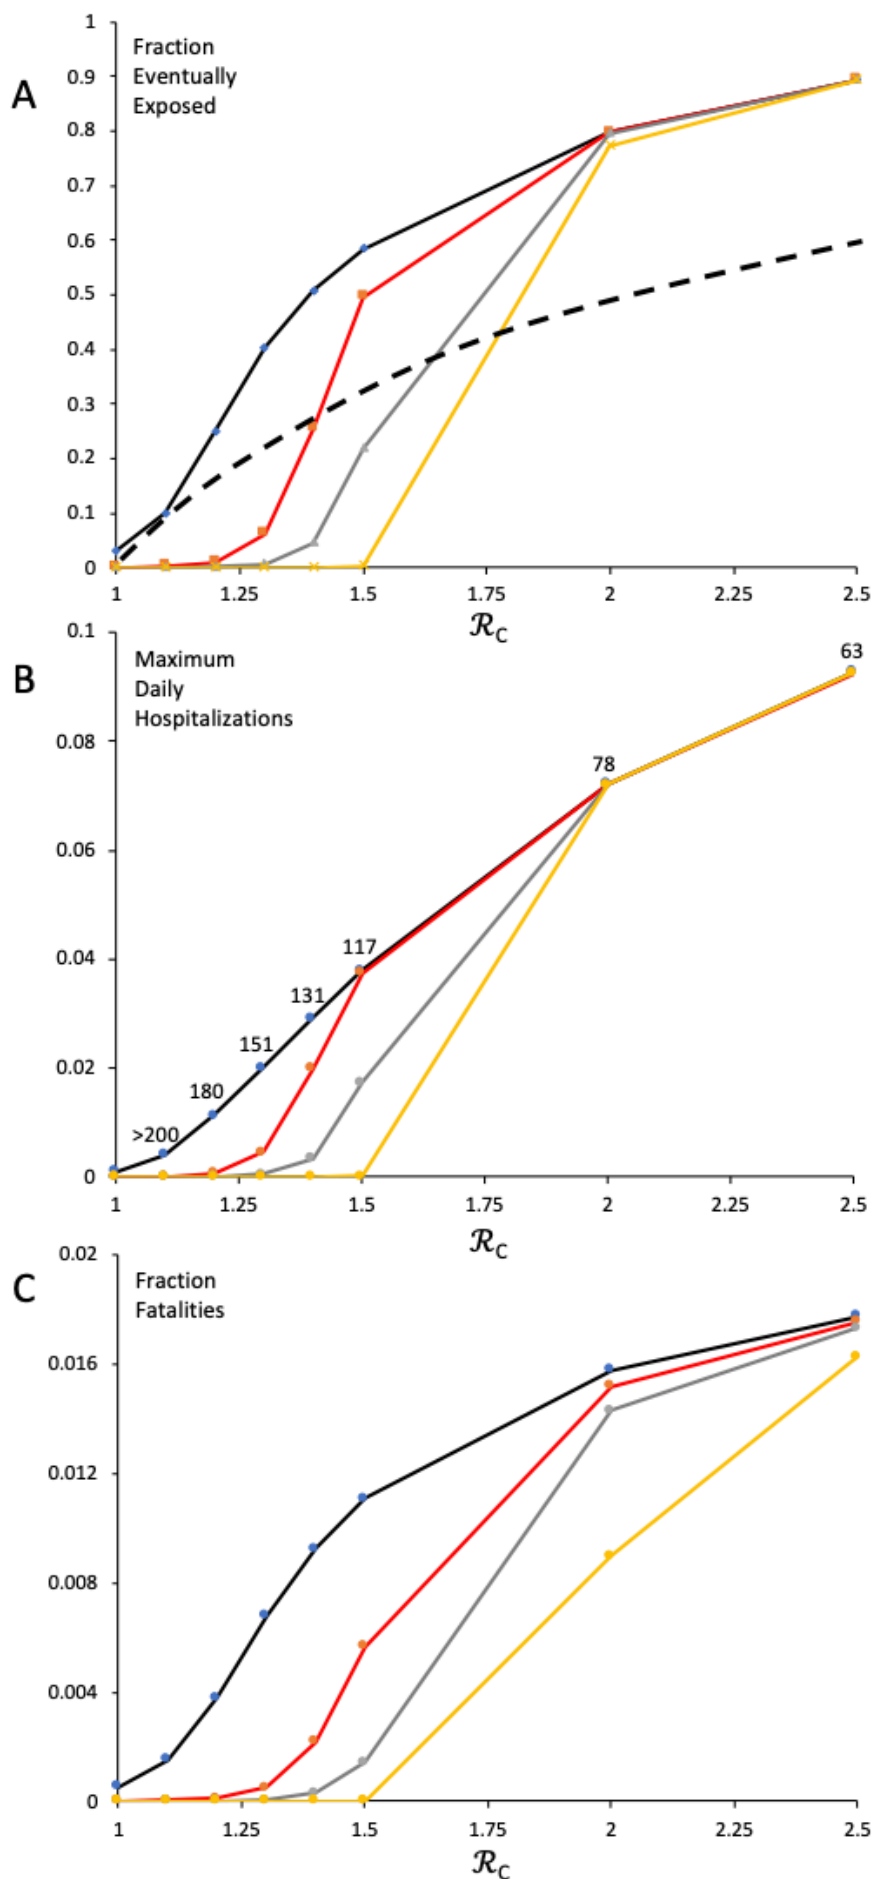 A
Fraction
Eventually
Exposed
1
0.9
0.8
0.7
0.6
0.5
0.4
0.3
0.2
0.1
0
1 1.25 1.5 1.75 2 2.25 2.5
ℛC
B
Maximum
Daily
Hospitalizations
0.1
0.08
0.06
0.04
0.02
0
63
78
117
131
151
180
>200
1 1.25 1.5 1.75 2 2.25 2.5
ℛC
C
Fraction
Fatalities
0.02
0.016
0.012
0.008
0.004
0
1 1.25 1.5 1.75 2 2.25 2.5
ℛC